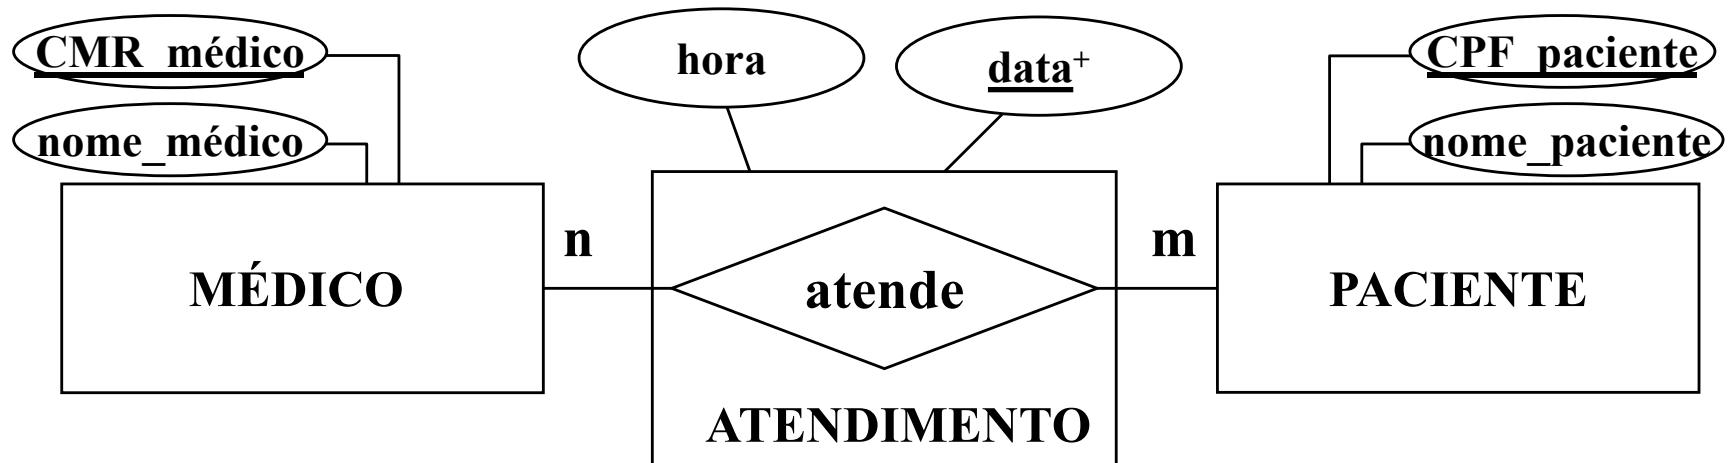 CMR_médico
nome_médico
hora
data+
CPF_paciente
nome_paciente
MÉDICO
n
atende
m
PACIENTE
ATENDIMENTO